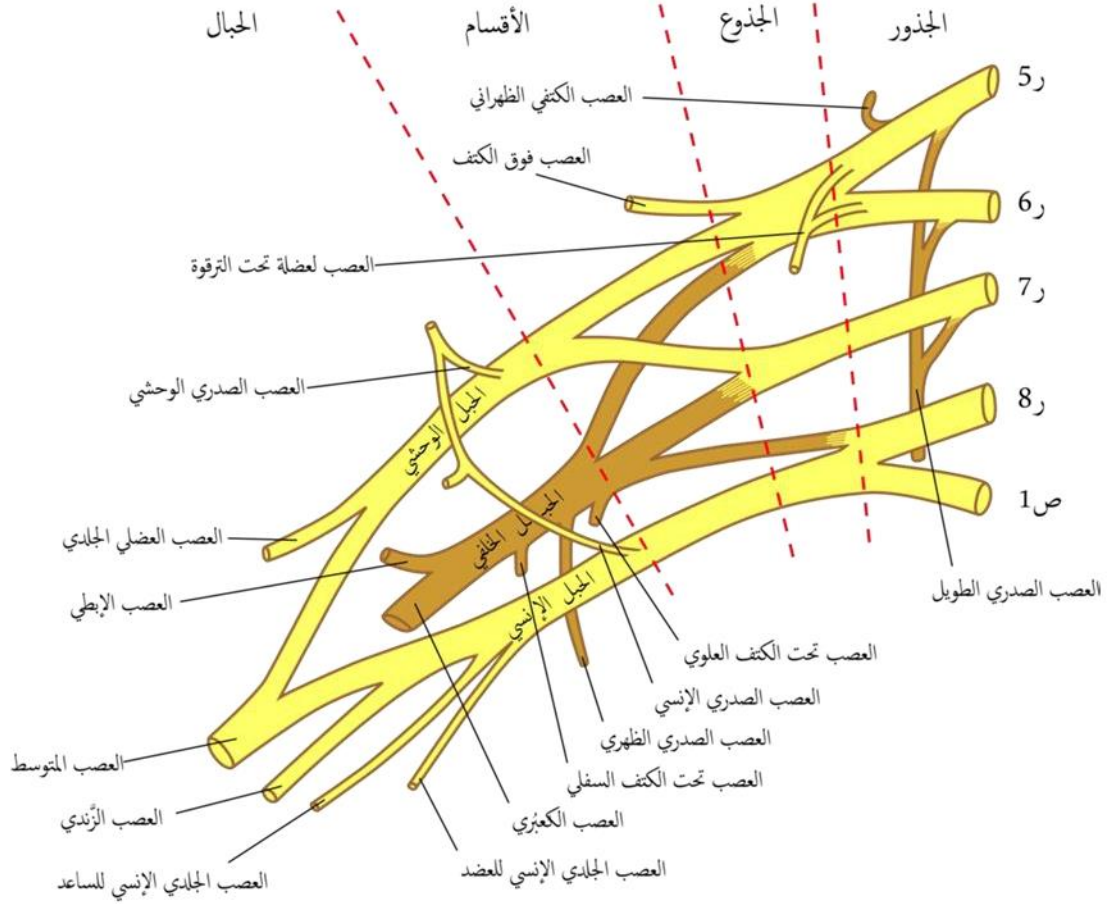 الجذور
الجذوع
الأقسام
الحبال
ر5
ر6
ر7
ر8
ص1
العصب الكتفي الظهراني
العصب فوق الكتف
العصب لعضلة تحت الترقوة
العصب الصدري الوحشي
الحبل الوحشي
الحبل الخلفي
الحبل الإنسي
العصب العضلي الجلدي
العصب الإبطي
العصب الصدري الطويل
العصب تحت الكتف العلوي
العصب الصدري الإنسي
العصب الصدري الظهري
العصب تحت الكتف السفلي
العصب الكعبُري
العصب الجلدي الإنسي للعضد
العصب المتوسط
العصب الزَّندي
العصب الجلدي الإنسي للساعد